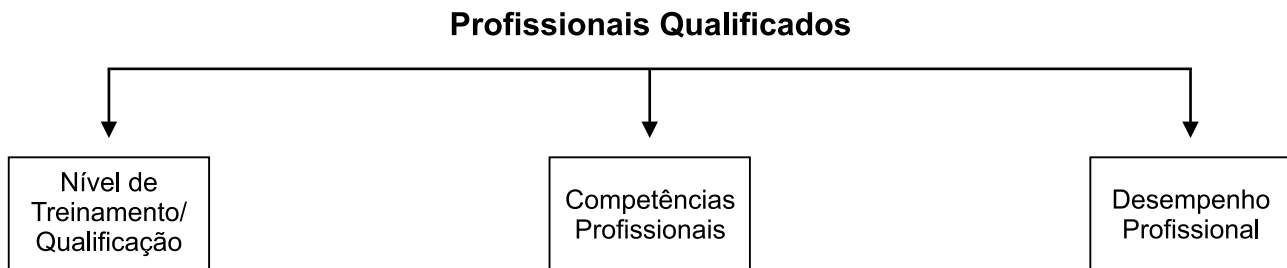 Profissionais Qualificados
Nível de
Treinamento/
Qualificação
Competências
Profissionais
Desempenho
Profissional